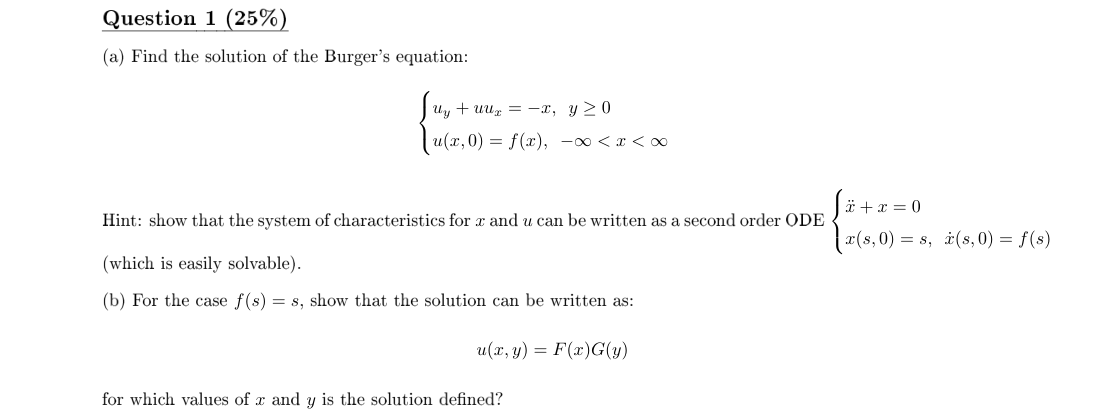 Question 1 (25%)
(a) Find the solution of the Burger's equation:
{ u_y + uu_x = −x, y ≥ 0
u(x, 0) = f(x), −∞ < x < ∞
Hint: show that the system of characteristics for x and u can be written as a second order ODE { ẍ + x = 0
x(s, 0) = s, ẋ(s, 0) = f(s)
(which is easily solvable).
(b) For the case f(s) = s, show that the solution can be written as:
u(x, y) = F(x)G(y)
for which values of x and y is the solution defined?